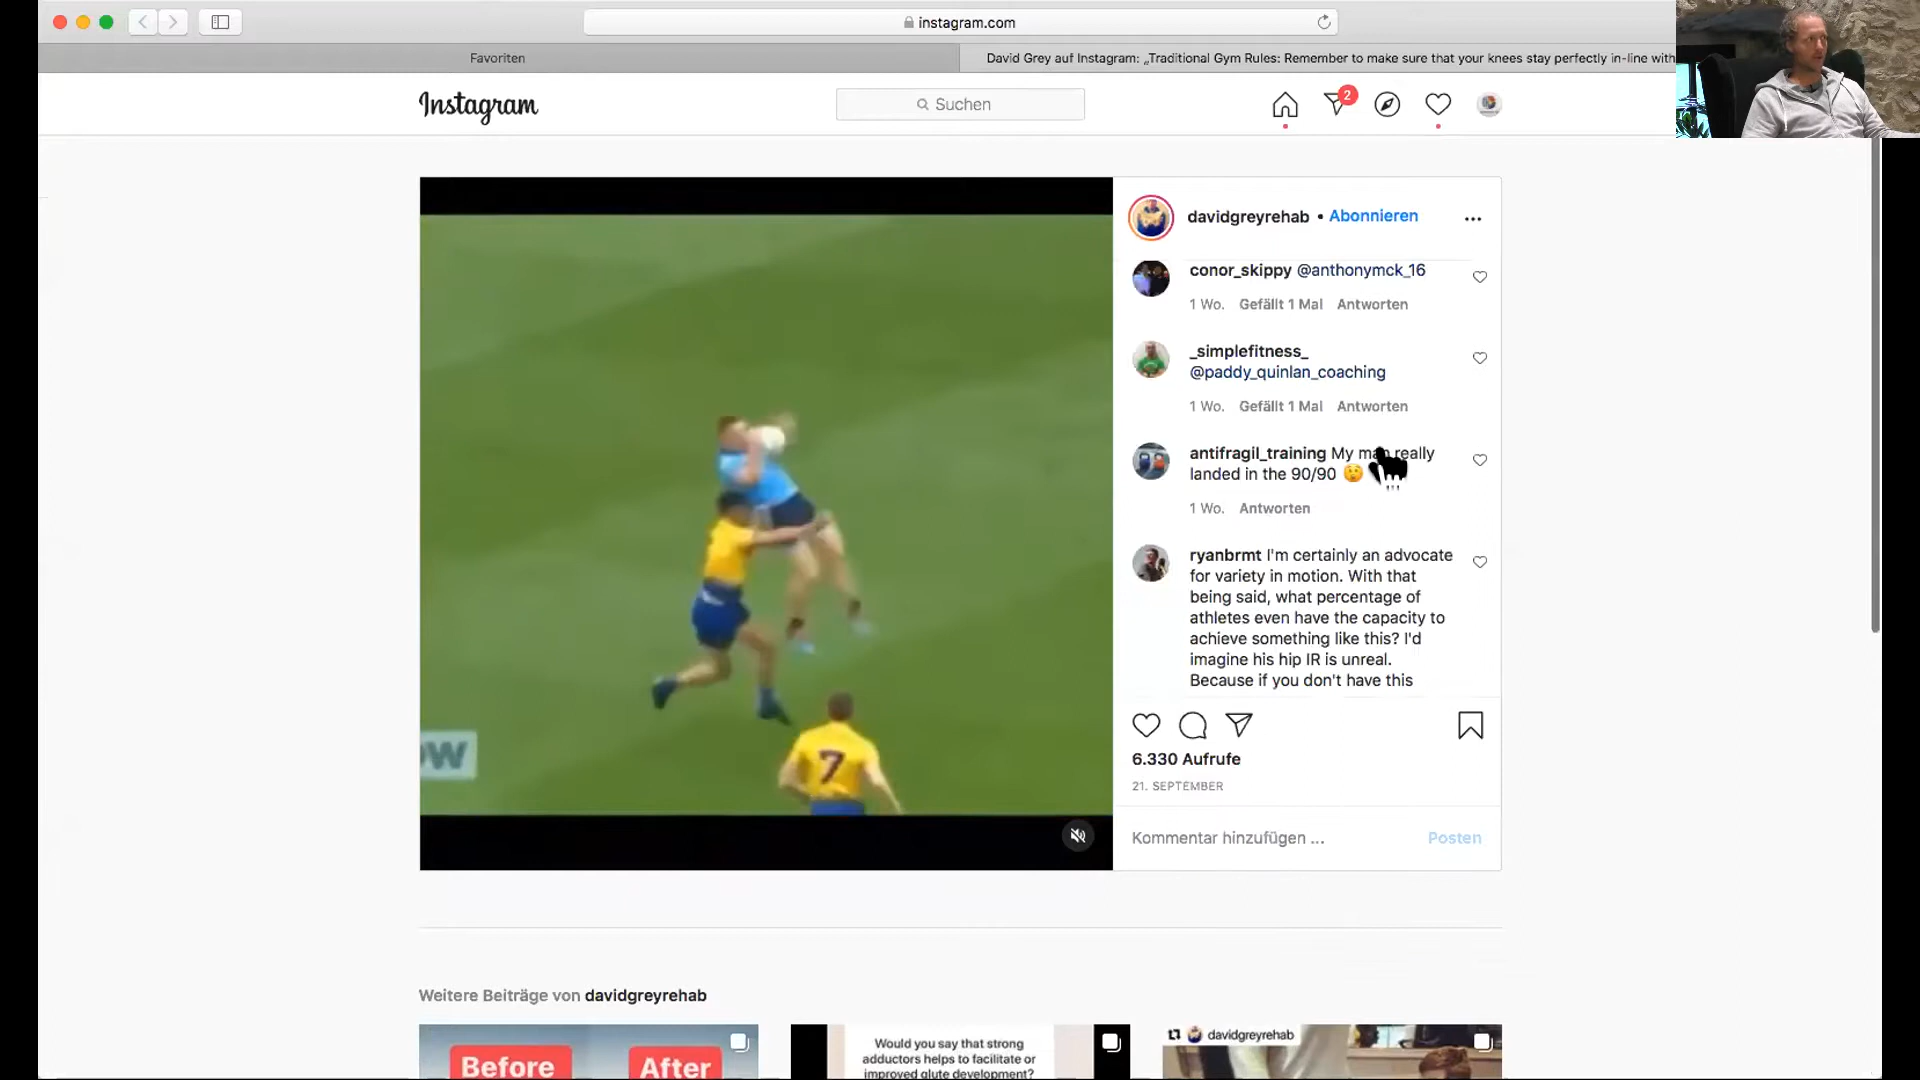 instagram.com
Favoriten
David Grey auf Instagram: „Traditional Gym Rules: Remember to make sure that your knees stay perfectly in-line with
Instagram
Suchen
2
davidgreyrehab • Abonnieren
conor_skippy @anthonymck_16
1 Wo. Gefällt 1 Mal Antworten
_simplefitness_
@paddy_quinlan_coaching
1 Wo. Gefällt 1 Mal Antworten
antifragil_training My man really
landed in the 90/90
1 Wo. Antworten
ryanbrmt I'm certainly an advocate
for variety in motion. With that
being said, what percentage of
athletes even have the capacity to
achieve something like this? I'd
imagine his hip IR is unreal.
Because if you don't have this
7
OW
6.330 Aufrufe
21. SEPTEMBER
Kommentar hinzufügen ... Posten
Weitere Beiträge von davidgreyrehab
Before After
Would you say that strong
adductors helps to facilitate or
improved glute development?
davidgreyrehab